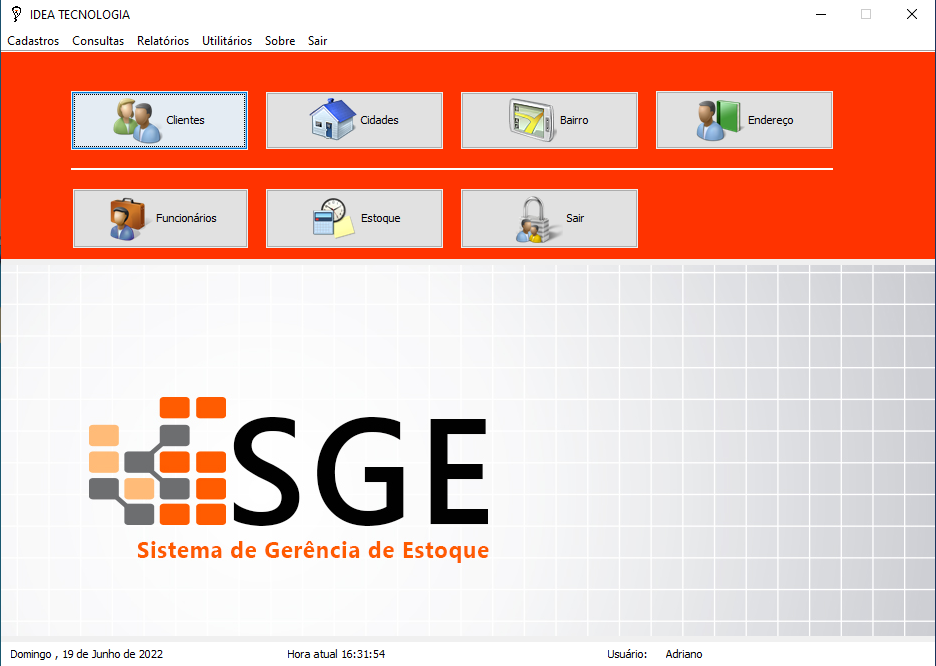 IDEA TECNOLOGIA
Cadastros Consultas Relatórios Utilitários Sobre Sair
Clientes Cidades Bairro Endereço
Funcionários Estoque Sair
SGE
Sistema de Gerência de Estoque
Domingo , 19 de Junho de 2022 Hora atual 16:31:54 Usuário: Adriano